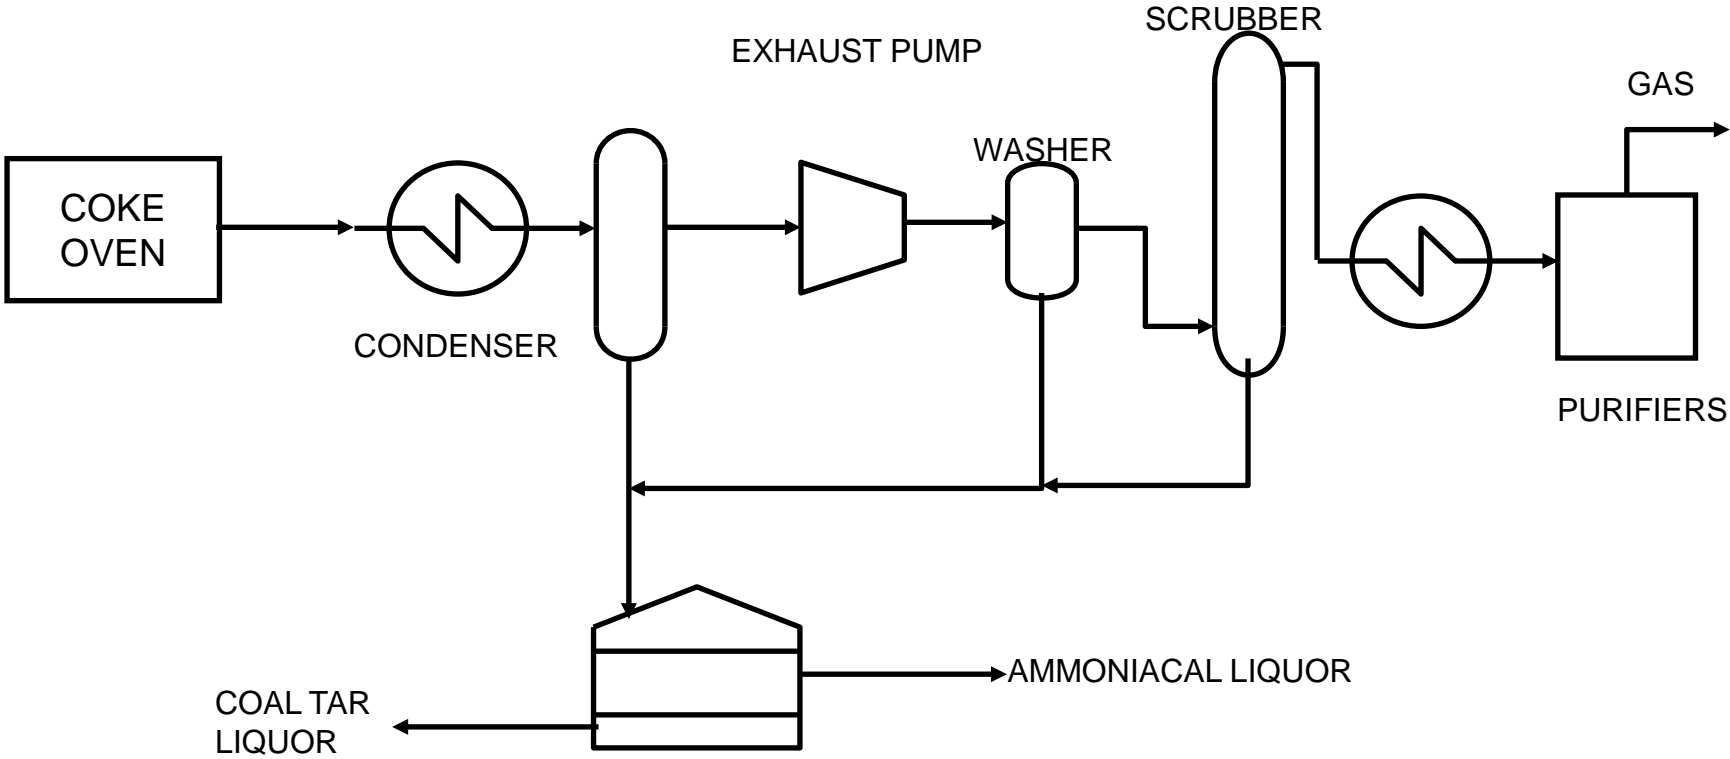 SCRUBBER
EXHAUST PUMP
GAS
WASHER
COKE
OVEN
CONDENSER
PURIFIERS
AMMONIACAL LIQUOR
COAL TAR
LIQUOR